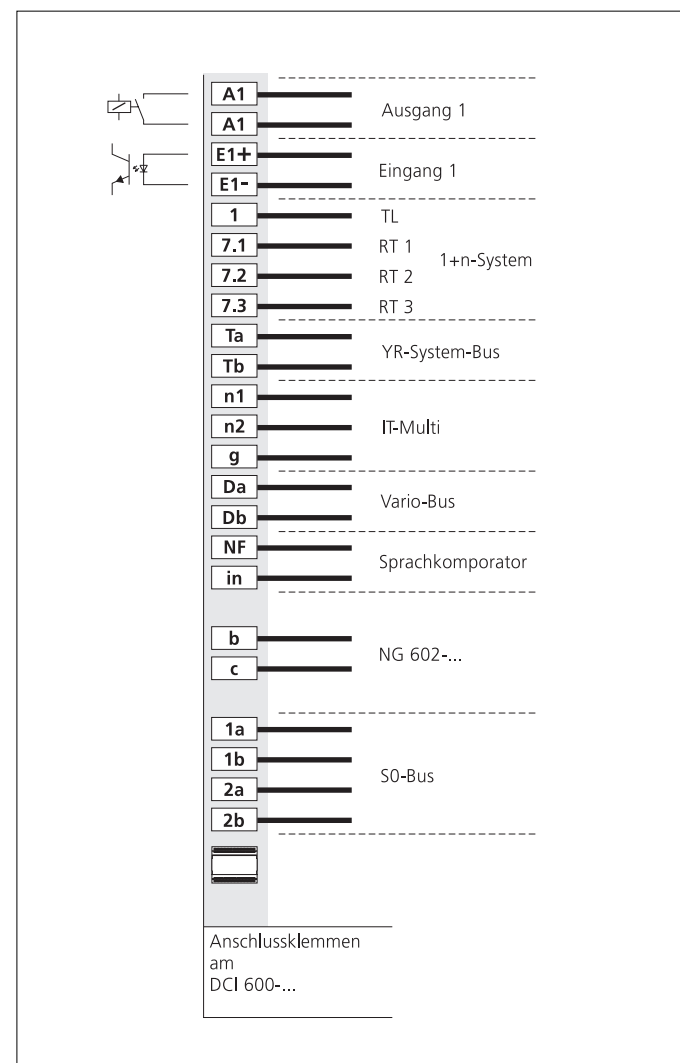 A1
A1
Ausgang 1
E1+
E1-
Eingang 1
1 TL
7.1 RT 1
7.2 RT 2
7.3 RT 3
1+n-System
Ta
Tb
YR-System-Bus
n1
n2
g
IT-Multi
Da
Db
Vario-Bus
NF
in
Sprachkomporator
b
c
NG 602-...
1a
1b
2a
2b
S0-Bus
Anschlussklemmen
am
DCI 600-...